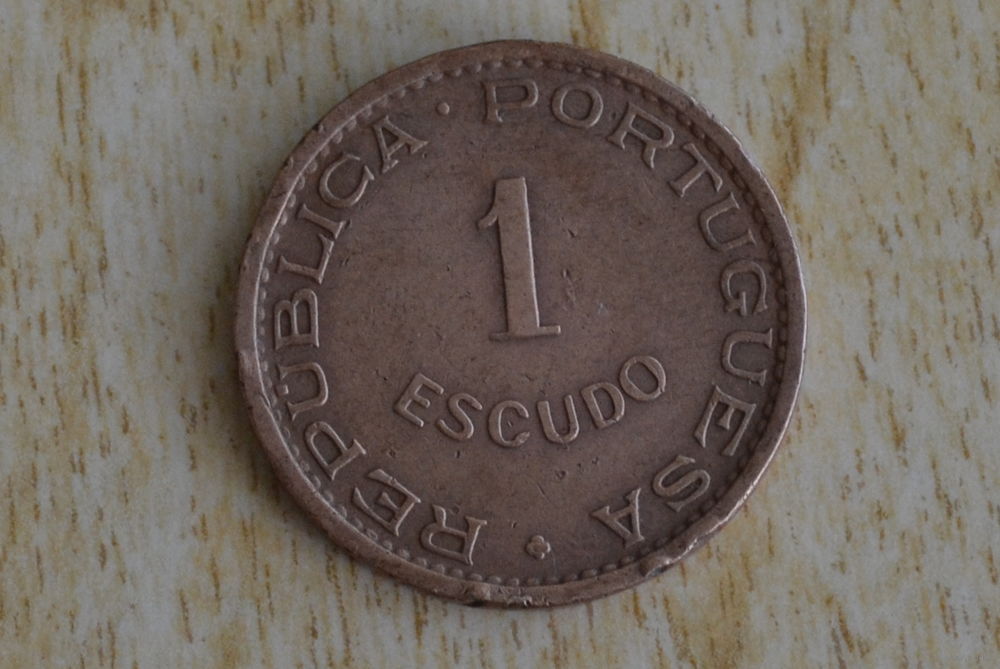 REPUBLICA · PORTUGUESA
1
ESCUDO